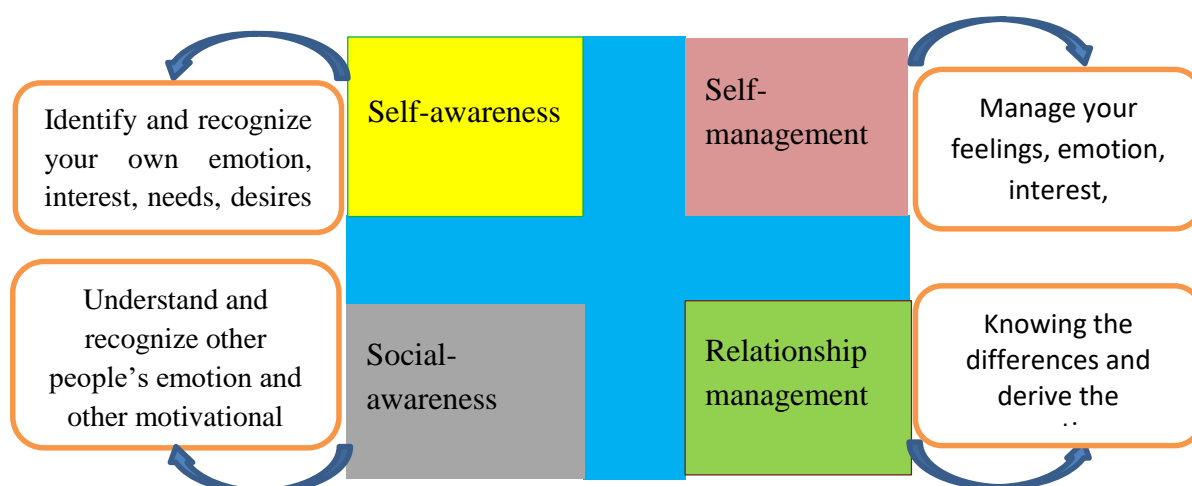 Identify and recognize
your own emotion,
interest, needs, desires
Self-awareness
Self-
management
Manage your
feelings, emotion,
interest,
Understand and
recognize other
people’s emotion and
other motivational
Social-
awareness
Relationship
management
Knowing the
differences and
derive the